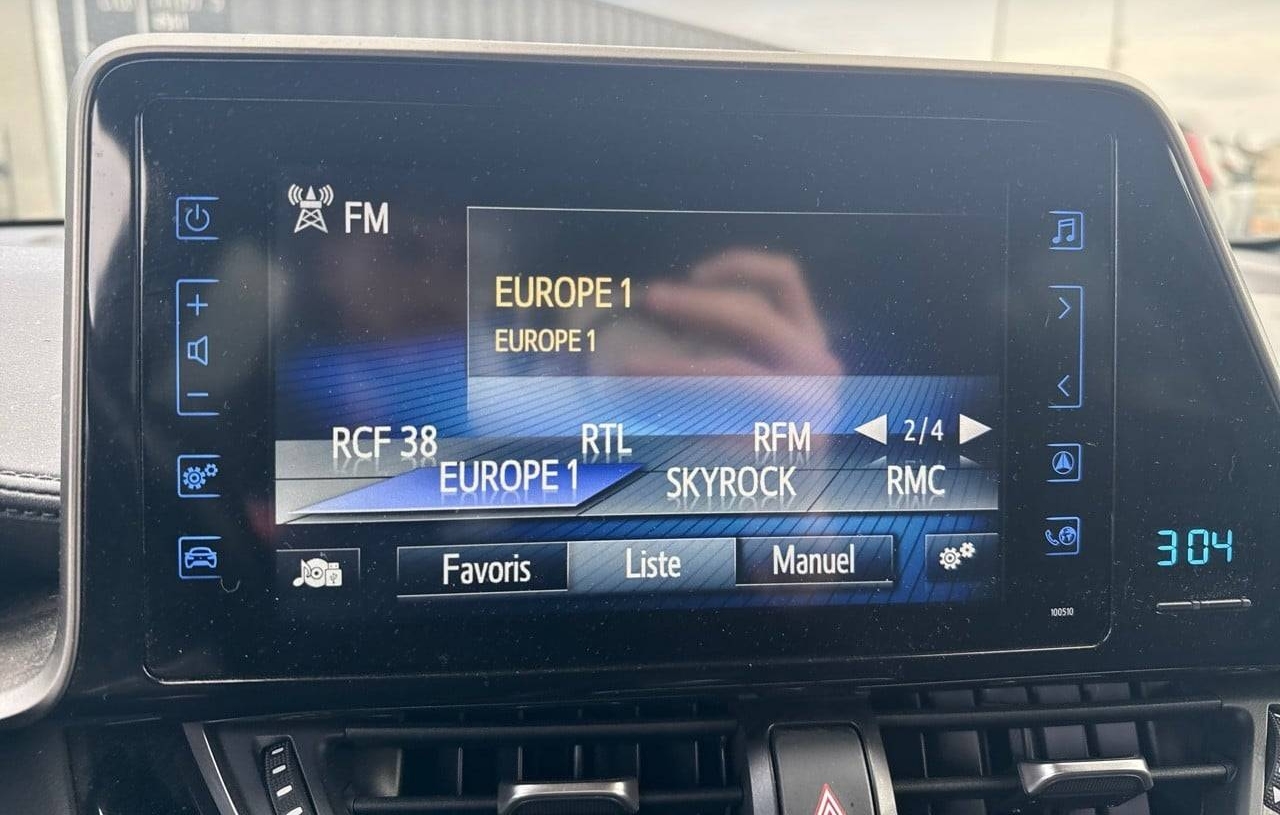 FM
EUROPE 1
EUROPE 1
RCF 38 RTL RFM 2/4
EUROPE 1 SKYROCK RMC
Favoris Liste Manuel
3:04
100510